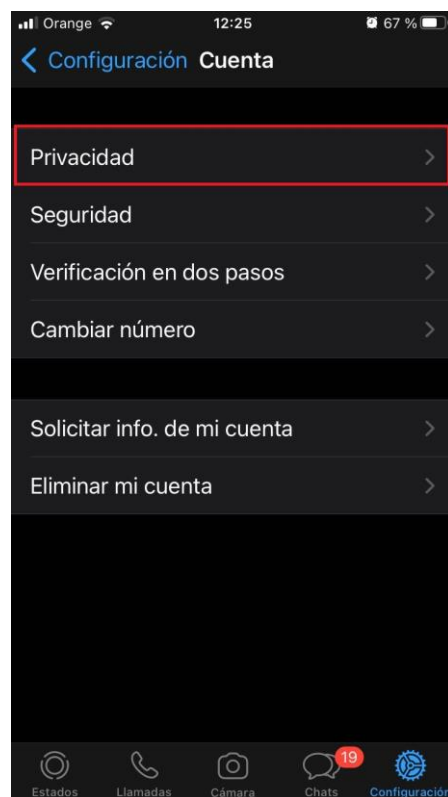 Orange 12:25 67 %
Configuración Cuenta
Privacidad
Seguridad
Verificación en dos pasos
Cambiar número
Solicitar info. de mi cuenta
Eliminar mi cuenta
19
Estados Llamadas Cámara Chats Configuración